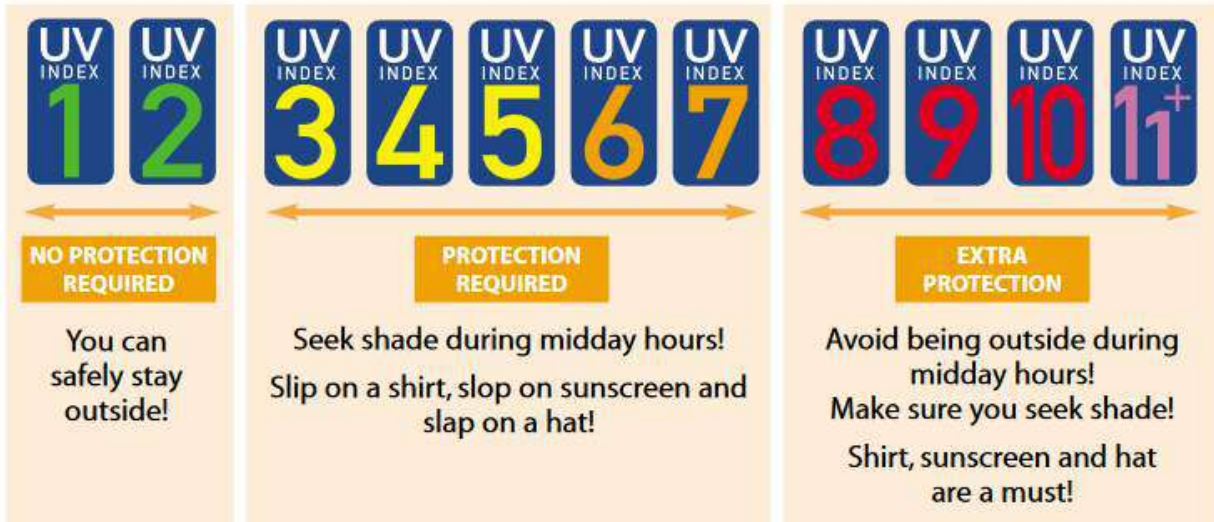 UV
INDEX
1
UV
INDEX
2
UV
INDEX
3
UV
INDEX
4
UV
INDEX
5
UV
INDEX
6
UV
INDEX
7
UV
INDEX
8
UV
INDEX
9
UV
INDEX
10
UV
INDEX
11+
NO PROTECTION
REQUIRED
You can
safely stay
outside!
PROTECTION
REQUIRED
Seek shade during midday hours!
Slip on a shirt, slop on sunscreen and
slap on a hat!
EXTRA
PROTECTION
Avoid being outside during
midday hours!
Make sure you seek shade!
Shirt, sunscreen and hat
are a must!